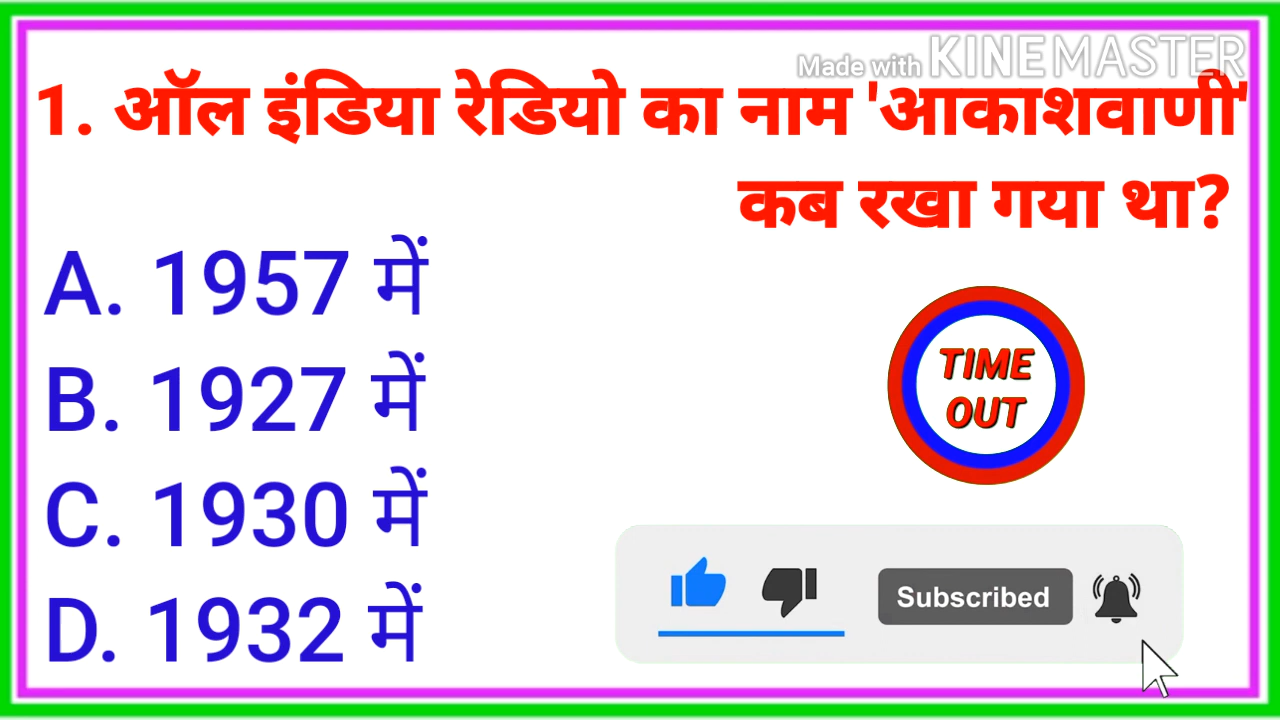 Made with KINEMASTER
1. ऑल इंडिया रेडियो का नाम 'आकाशवाणी'
कब रखा गया था?
A. 1957 में
B. 1927 में
C. 1930 में
D. 1932 में
TIME
OUT
Subscribed